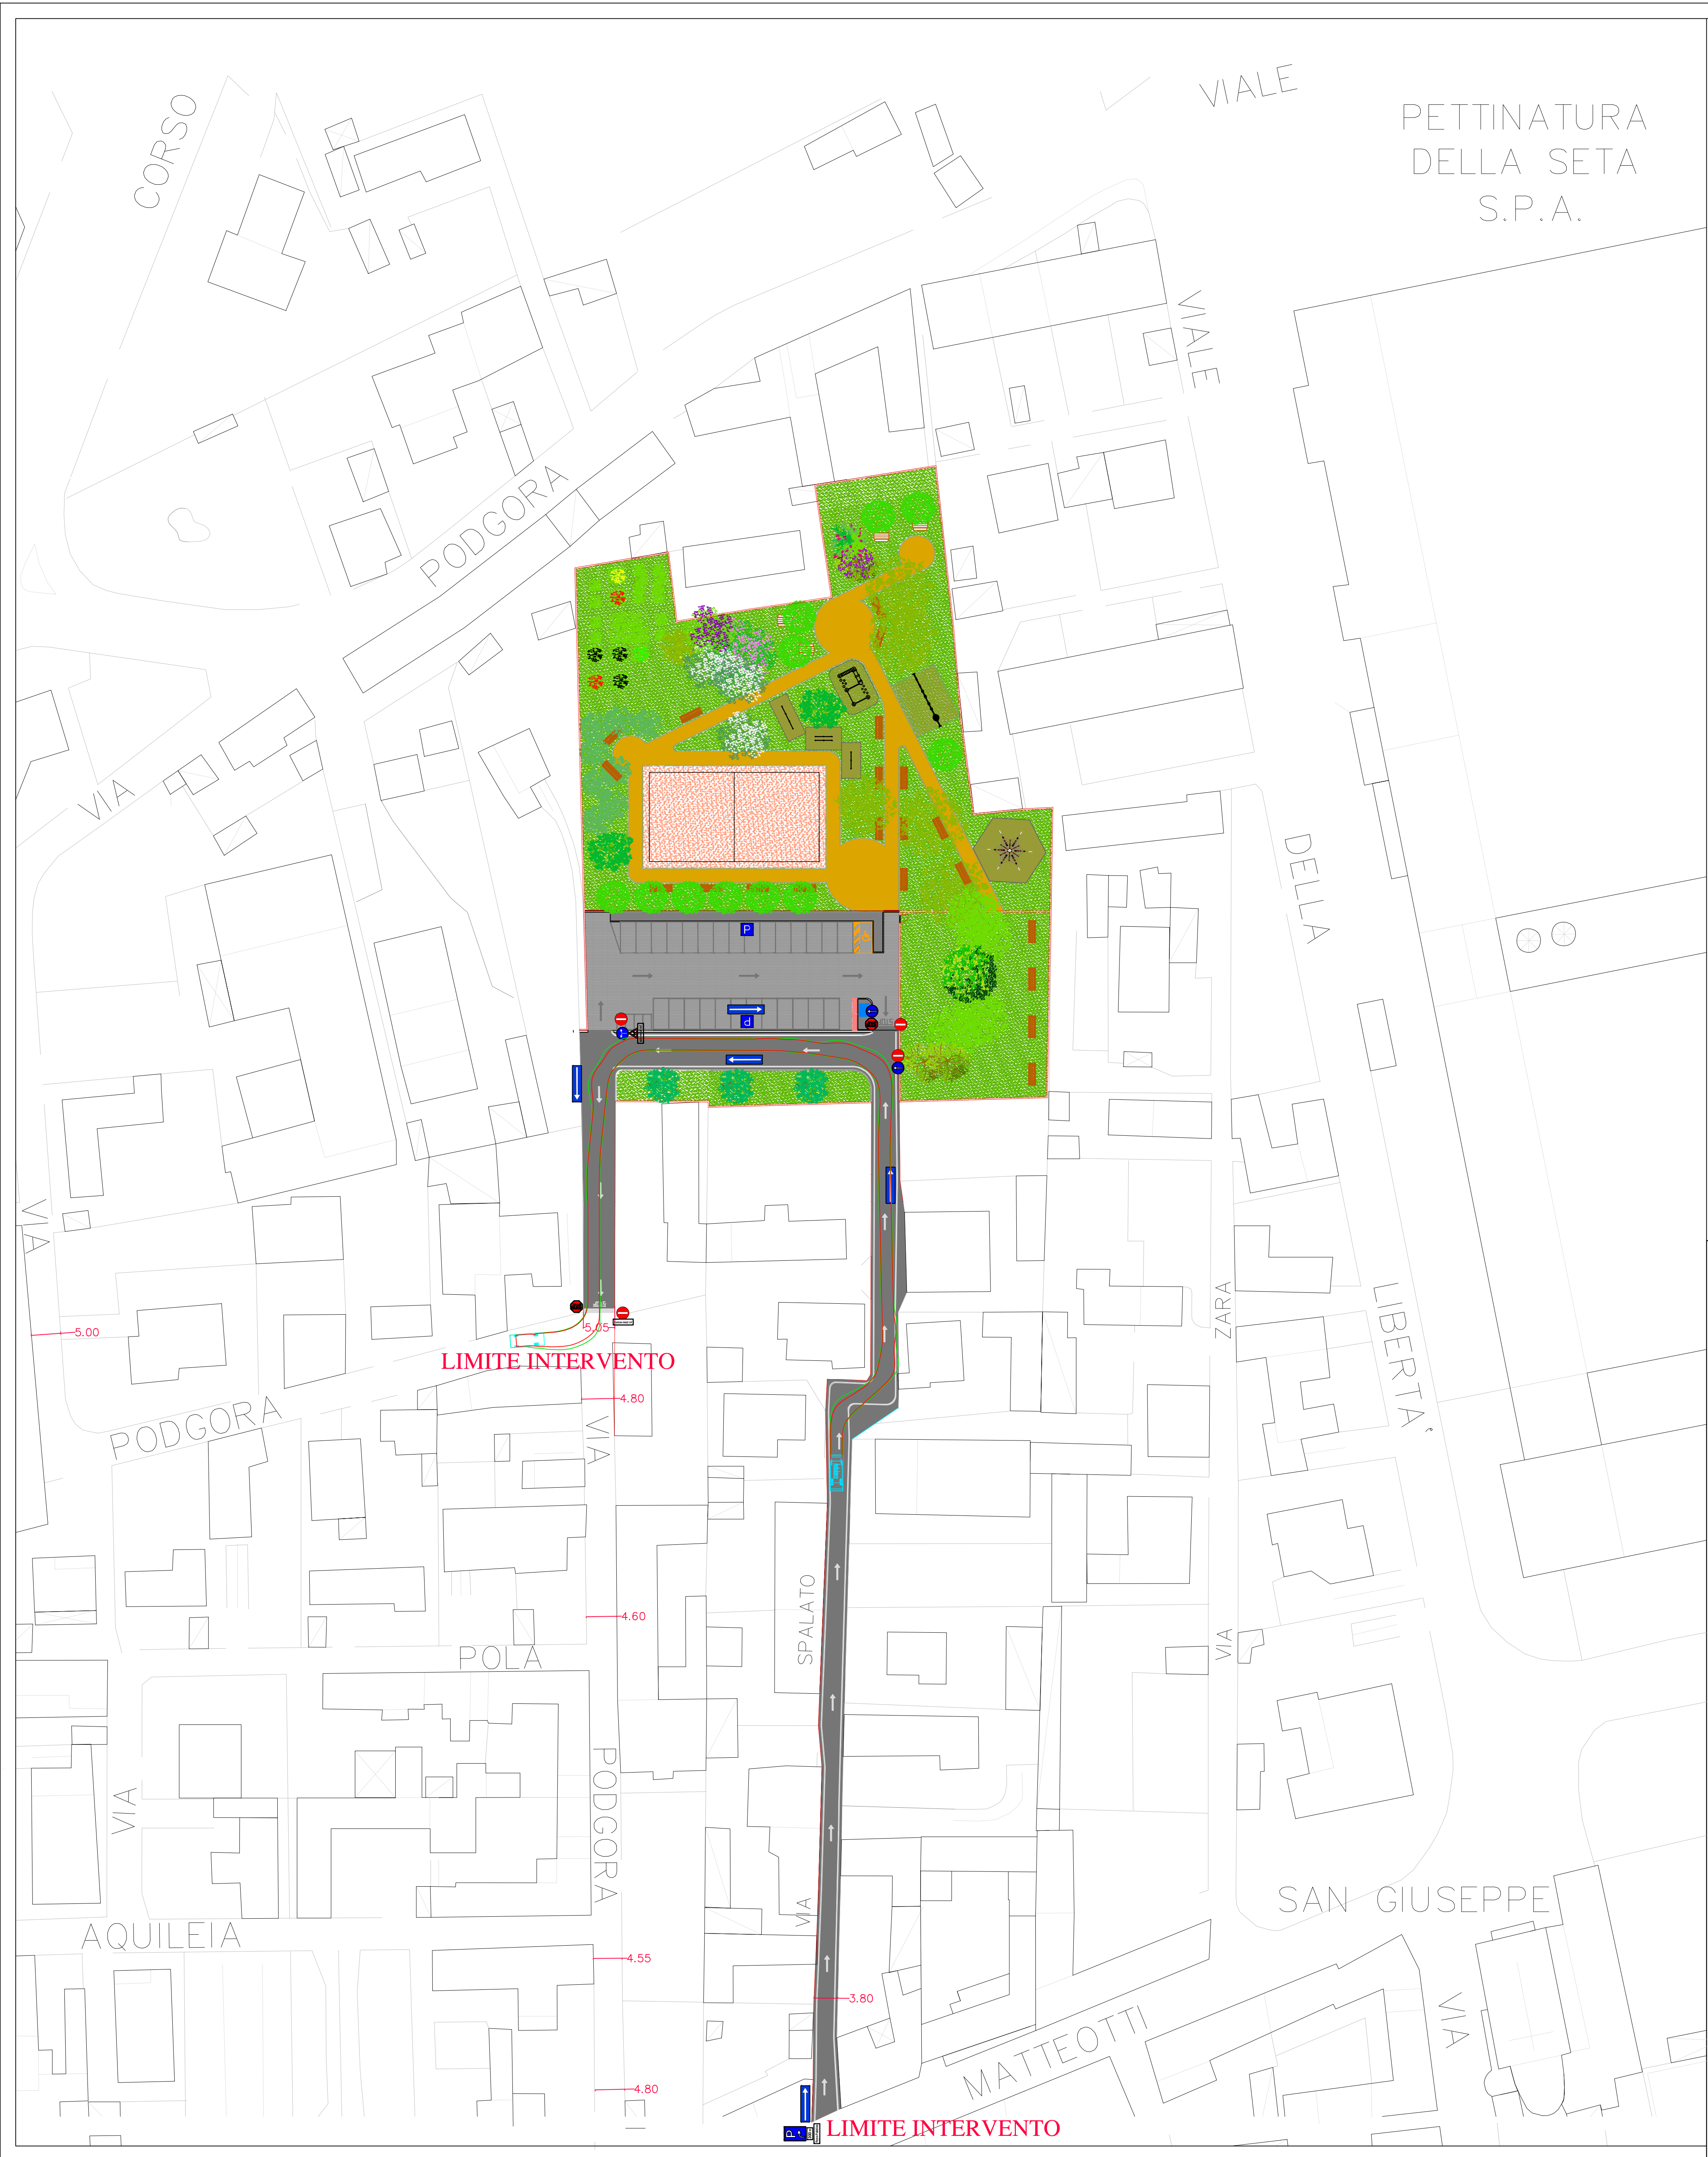 CORSO
VIALE
PETTINATURA
DELLA SETA
S.P.A.
VIALE
PODGORA
VIA
DELLA
P
P
STOP
VIA
STOP
5.00
5.05
LIMITE INTERVENTO
ZARA
LIBERTA'
4.80
PODGORA
VIA
4.60
SPALATO
POLA
VIA
VIA
PODGORA
VIA
SAN GIUSEPPE
AQUILEIA
4.55
3.80
MATTEOTTI
VIA
4.80
P
LIMITE INTERVENTO